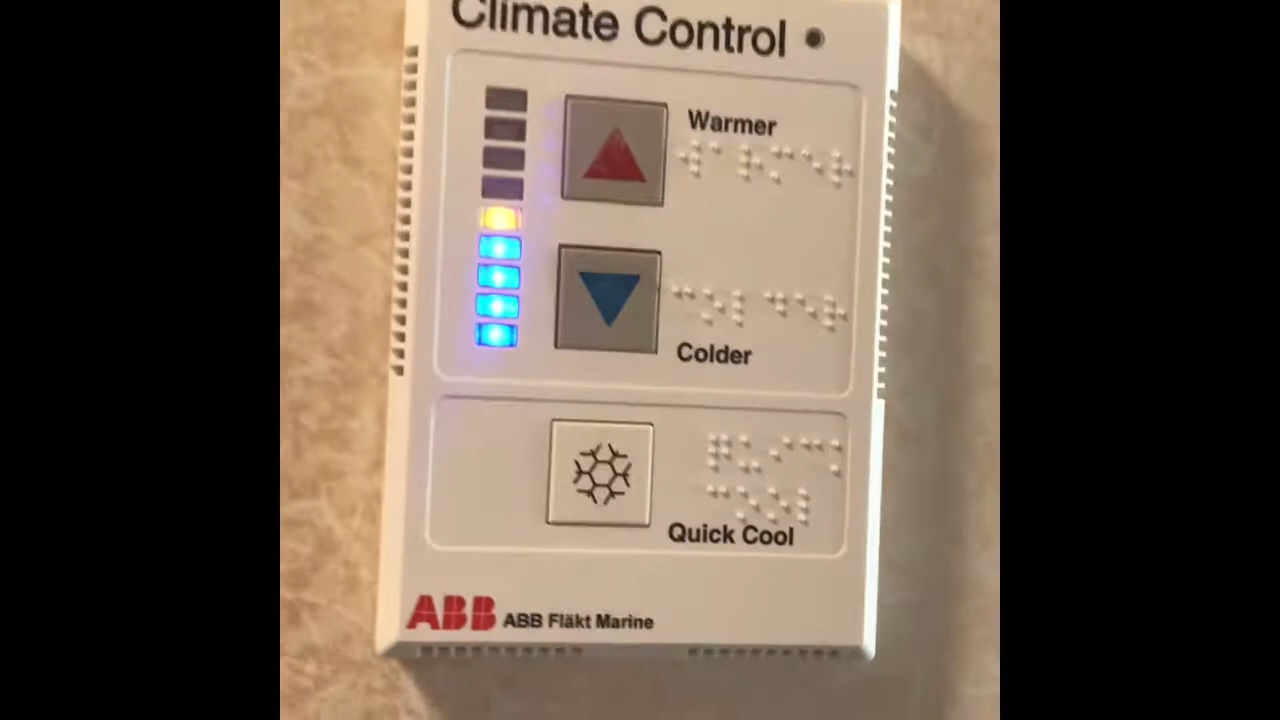 Climate Control
Warmer
Colder
Quick Cool
ABB ABB Fläkt Marine